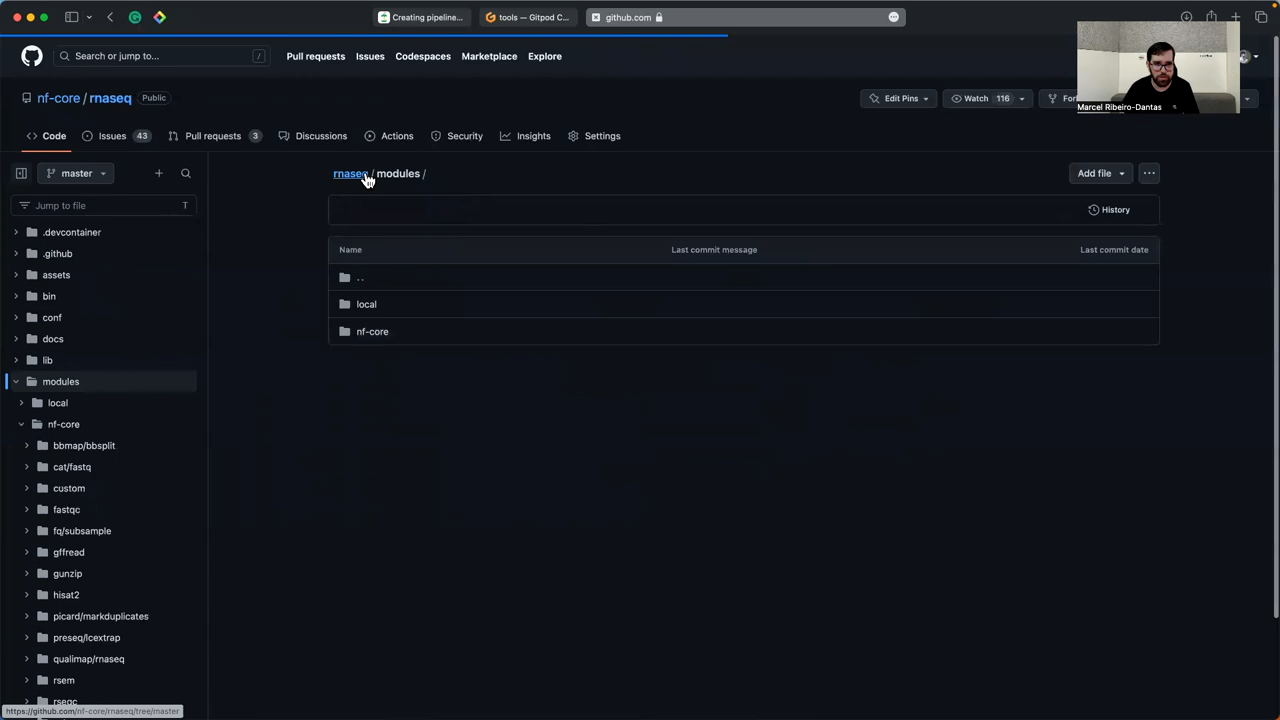 Creating pipeline...
tools — Gitpod C...
github.com
Search or jump to...
/
Pull requests
Issues
Codespaces
Marketplace
Explore
Marcel Ribeiro-Dantas
nf-core / rnaseq
Public
Edit Pins
Watch 116
Code
Issues 43
Pull requests 3
Discussions
Actions
Security
Insights
Settings
master
rnaseq / modules /
Add file
Jump to file
T
History
Name
Last commit message
Last commit date
. .
local
nf-core
.devcontainer
.github
assets
bin
conf
docs
lib
modules
local
nf-core
bbmap/bbsplit
cat/fastq
custom
fastqc
fq/subsample
gffread
gunzip
hisat2
picard/markduplicates
preseq/lcextrap
qualimap/rnaseq
rsem
rseqc
https://github.com/nf-core/rnaseq/tree/master